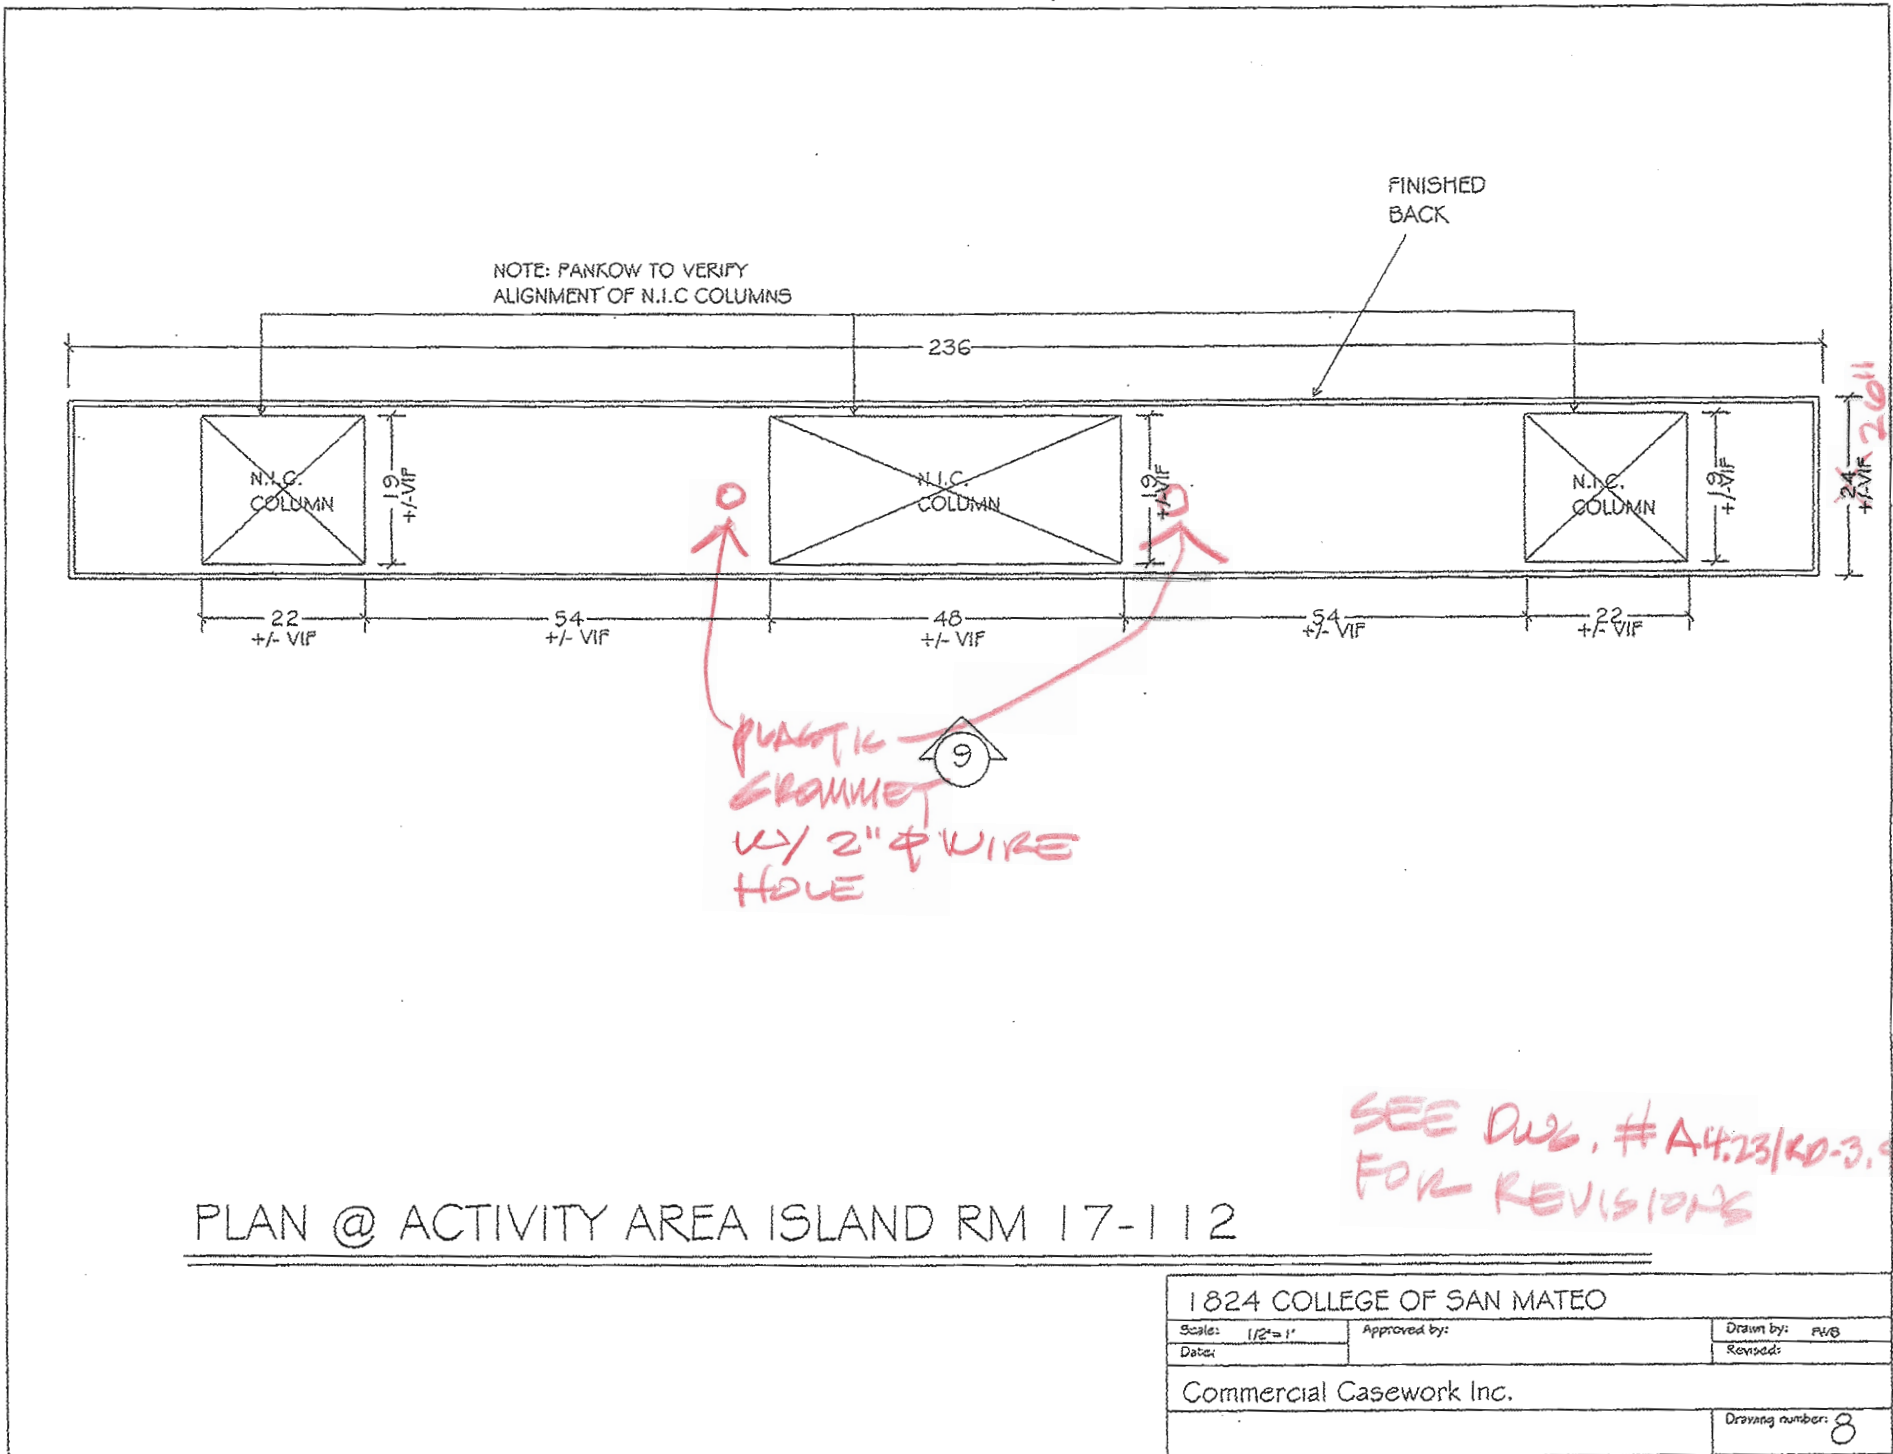 FINISHED
BACK
NOTE: PANKOW TO VERIFY
ALIGNMENT OF N.I.C COLUMNS
236
N.I.C.
COLUMN
19
+/-VIF
N.I.C.
COLUMN
19
+/-VIF
N.I.C.
COLUMN
19
+/-VIF
24
+/-VIF
26"
22
+/- VIF
54
+/- VIF
48
+/- VIF
54
+/- VIF
22
+/- VIF
PLASTIC
GROMMET
W/ 2" φ WIRE
HOLE
9
SEE DWG. # A4.23/RD-3.
FOR REVISIONS
PLAN @ ACTIVITY AREA ISLAND RM 17-112
1824 COLLEGE OF SAN MATEO
Scale: 1/2"=1'
Approved by:
Drawn by: PWB
Date:
Revised:
Commercial Casework Inc.
Drawing number: 8